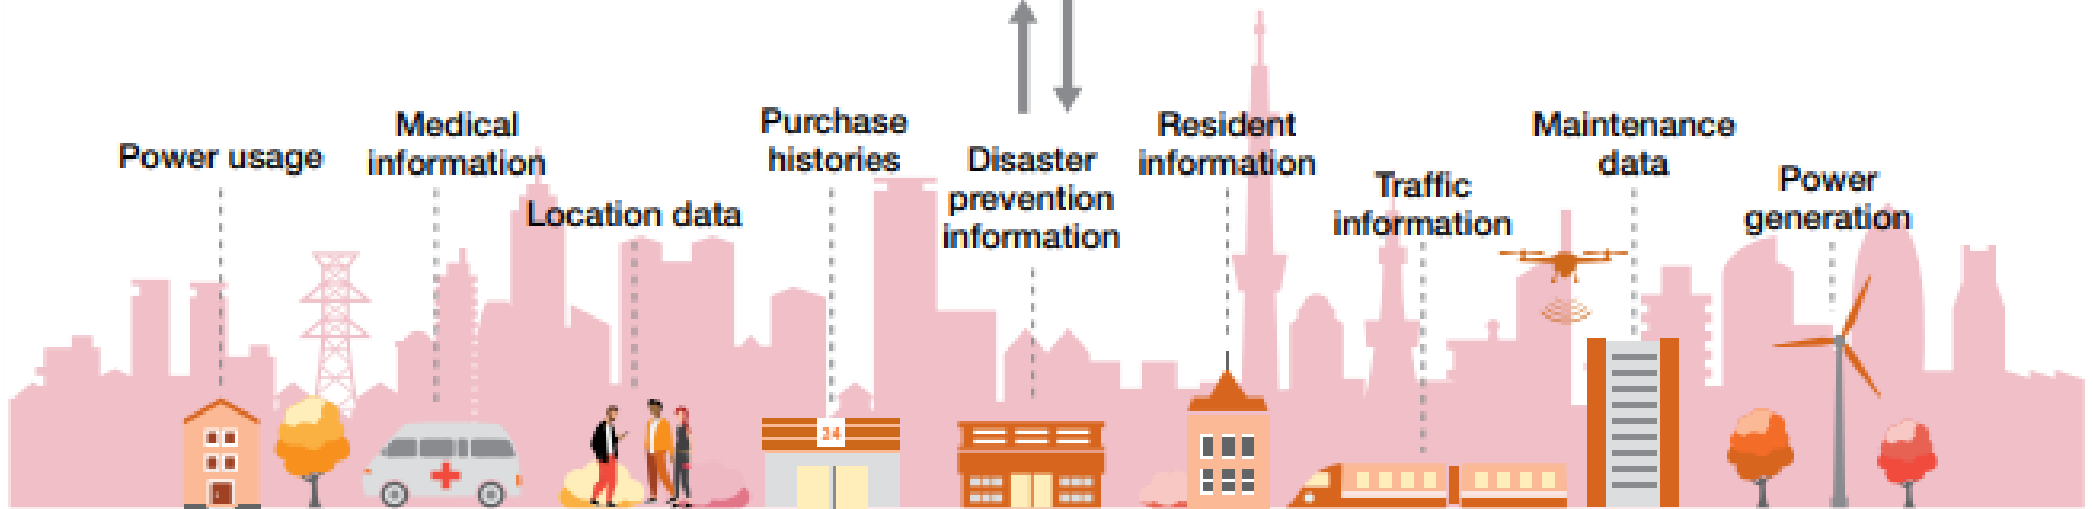 Power usage
Medical
information
Location data
Purchase
histories
Disaster
prevention
information
Resident
information
Traffic
information
Maintenance
data
Power
generation
24